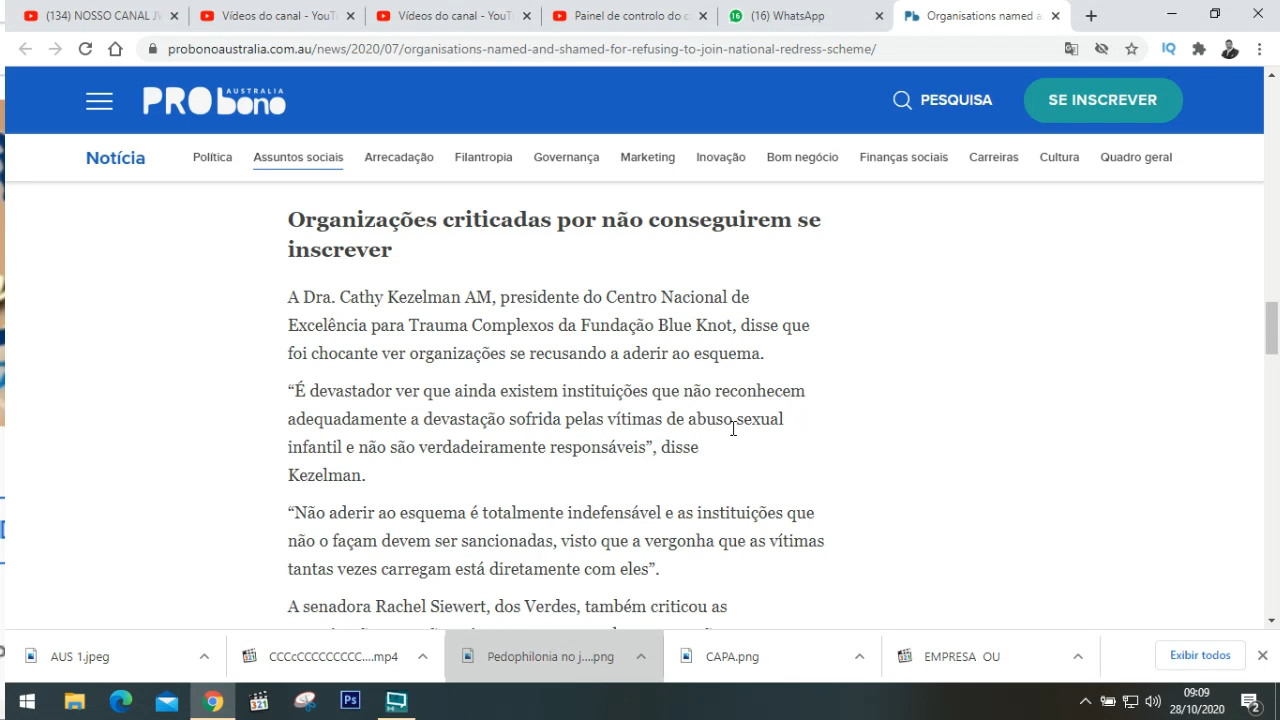 (134) NOSSO CANAL JW
Vídeos do canal - YouTu
Vídeos do canal - YouTu
Painel de controlo do c
(16) WhatsApp
Organisations named a
probonoaustralia.com.au/news/2020/07/organisations-named-and-shamed-for-refusing-to-join-national-redress-scheme/
IQ
PRO AUSTRALIA bono
PESQUISA
SE INSCREVER
Notícia
Política
Assuntos sociais
Arrecadação
Filantropia
Governança
Marketing
Inovação
Bom negócio
Finanças sociais
Carreiras
Cultura
Quadro geral
Organizações criticadas por não conseguirem se
inscrever
A Dra. Cathy Kezelman AM, presidente do Centro Nacional de
Excelência para Trauma Complexos da Fundação Blue Knot, disse que
foi chocante ver organizações se recusando a aderir ao esquema.
“É devastador ver que ainda existem instituições que não reconhecem
adequadamente a devastação sofrida pelas vítimas de abuso sexual
infantil e não são verdadeiramente responsáveis”, disse
Kezelman.
“Não aderir ao esquema é totalmente indefensável e as instituições que
não o façam devem ser sancionadas, visto que a vergonha que as vítimas
tantas vezes carregam está diretamente com eles”.
A senadora Rachel Siewert, dos Verdes, também criticou as
AUS 1.jpeg
CCCcCCCCCCCCC....mp4
Pedophilonia no j....png
CAPA.png
EMPRESA OU
Exibir todos
Ps
09:09
28/10/2020
2